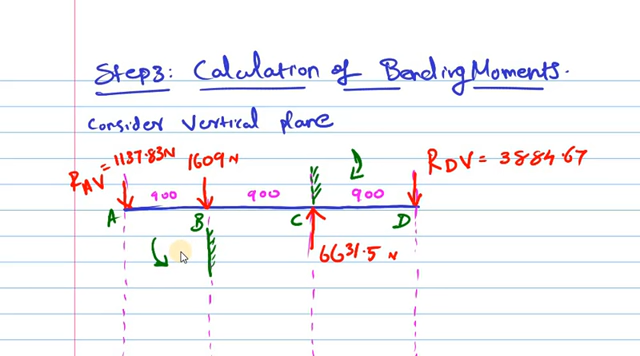 Step3: Calculation of Bending Moments.
Consider Vertical plane
RAV = 1137.83N 1609 N RDV = 3884.67
900 900 900
A B C D
6631.5 N